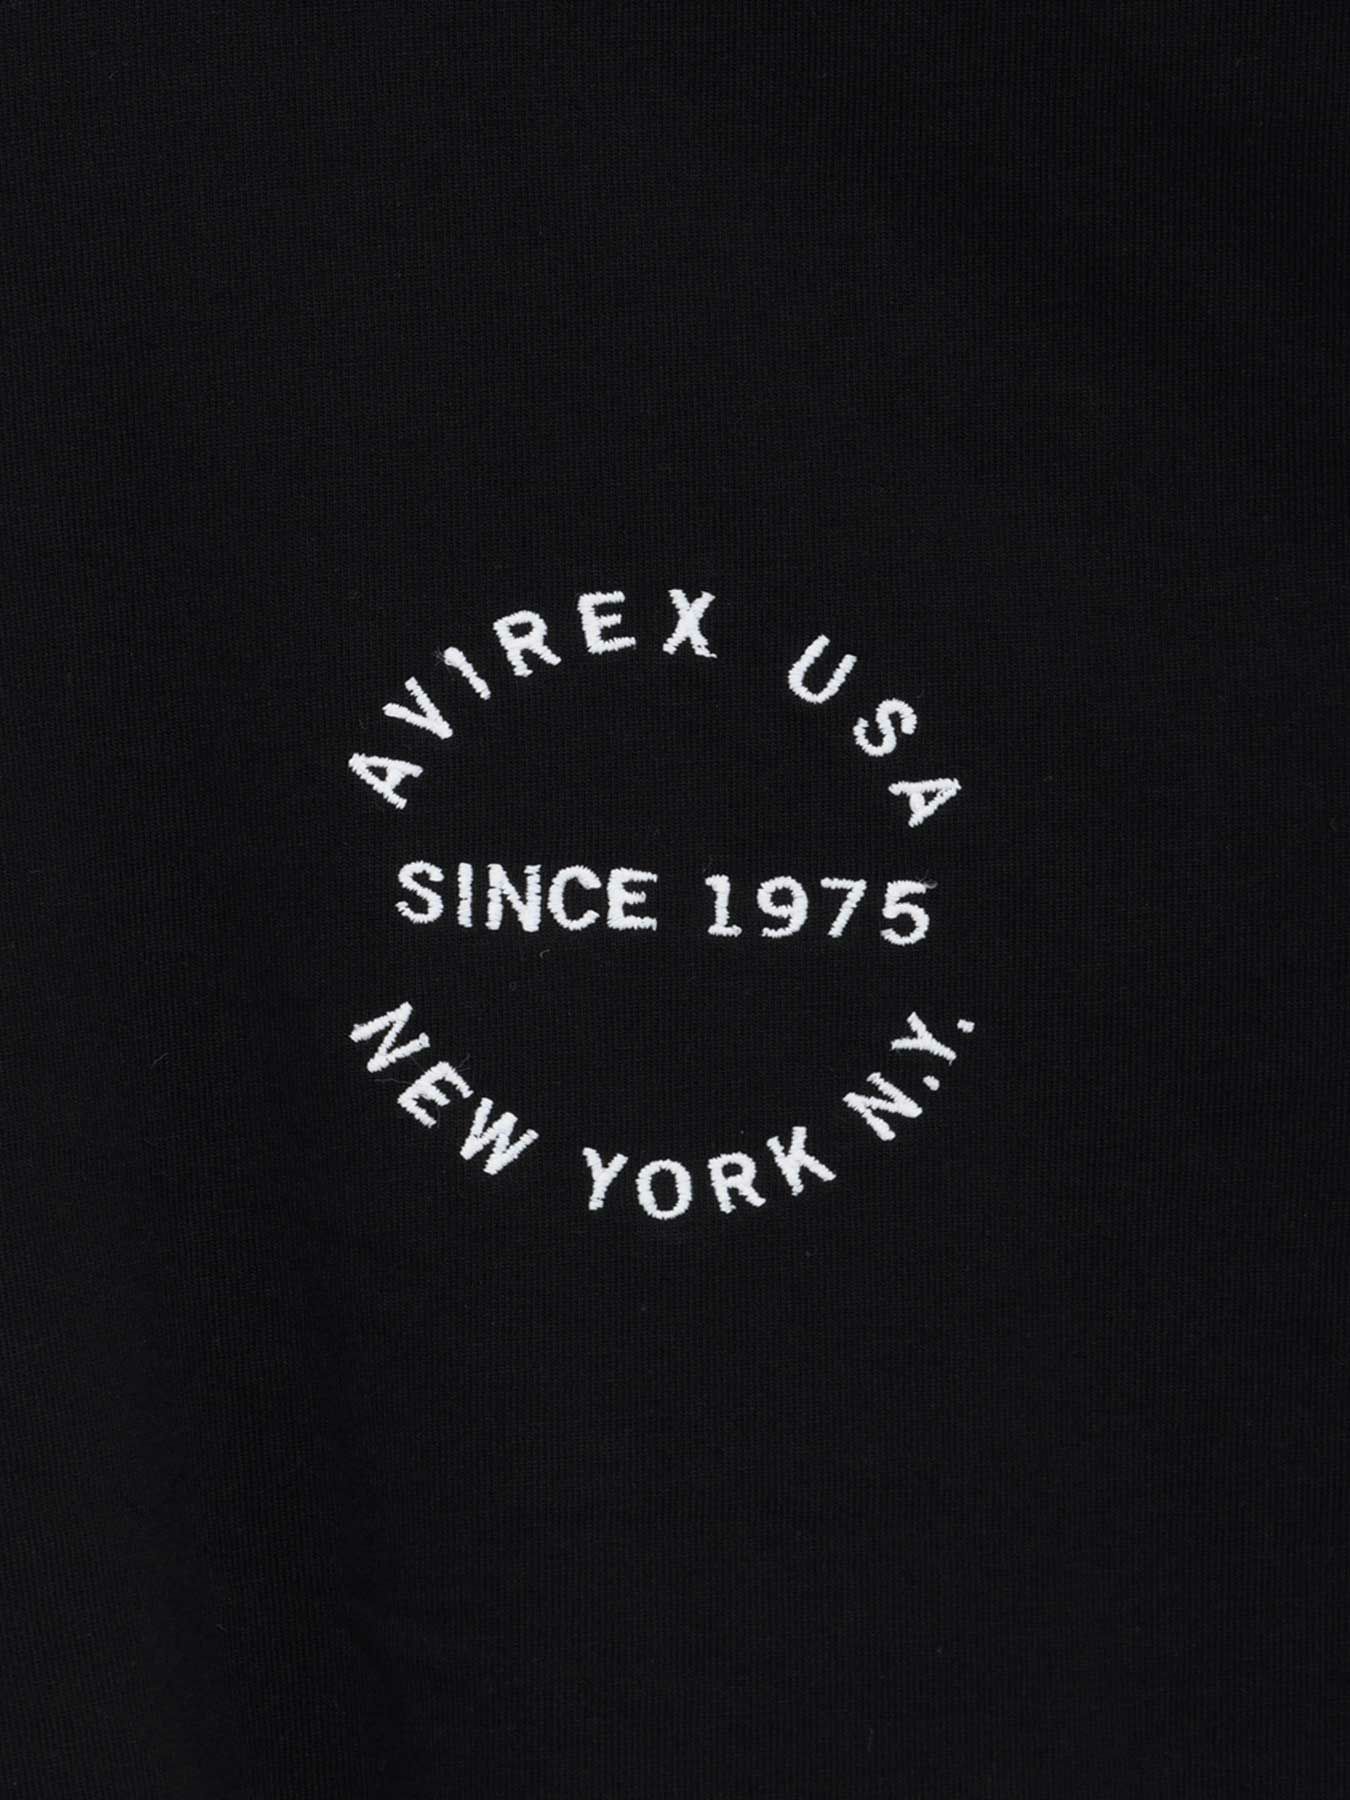 AVIREX USA
SINCE 1975
NEW YORK N.Y.